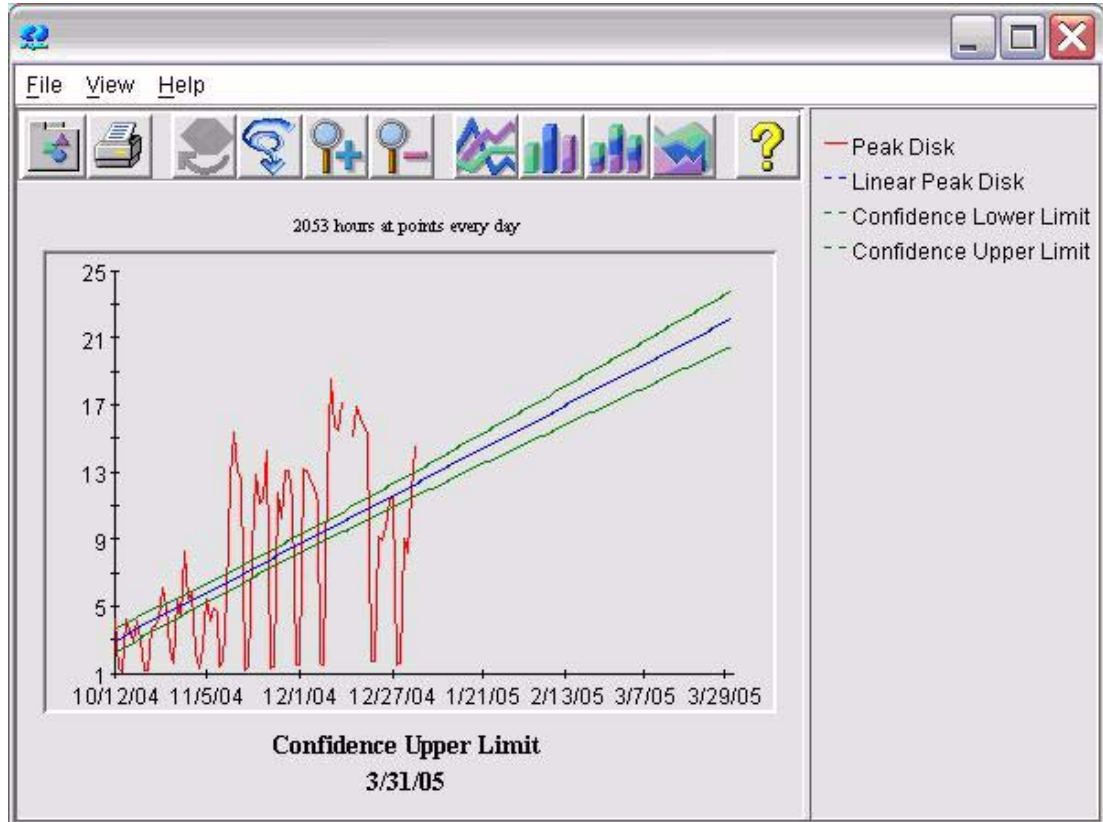 File View Help
Peak Disk
Linear Peak Disk
Confidence Lower Limit
Confidence Upper Limit
2053 hours at points every day
25
21
17
13
9
5
1
10/12/04 11/5/04 12/1/04 12/27/04 1/21/05 2/13/05 3/7/05 3/29/05
Confidence Upper Limit
3/31/05